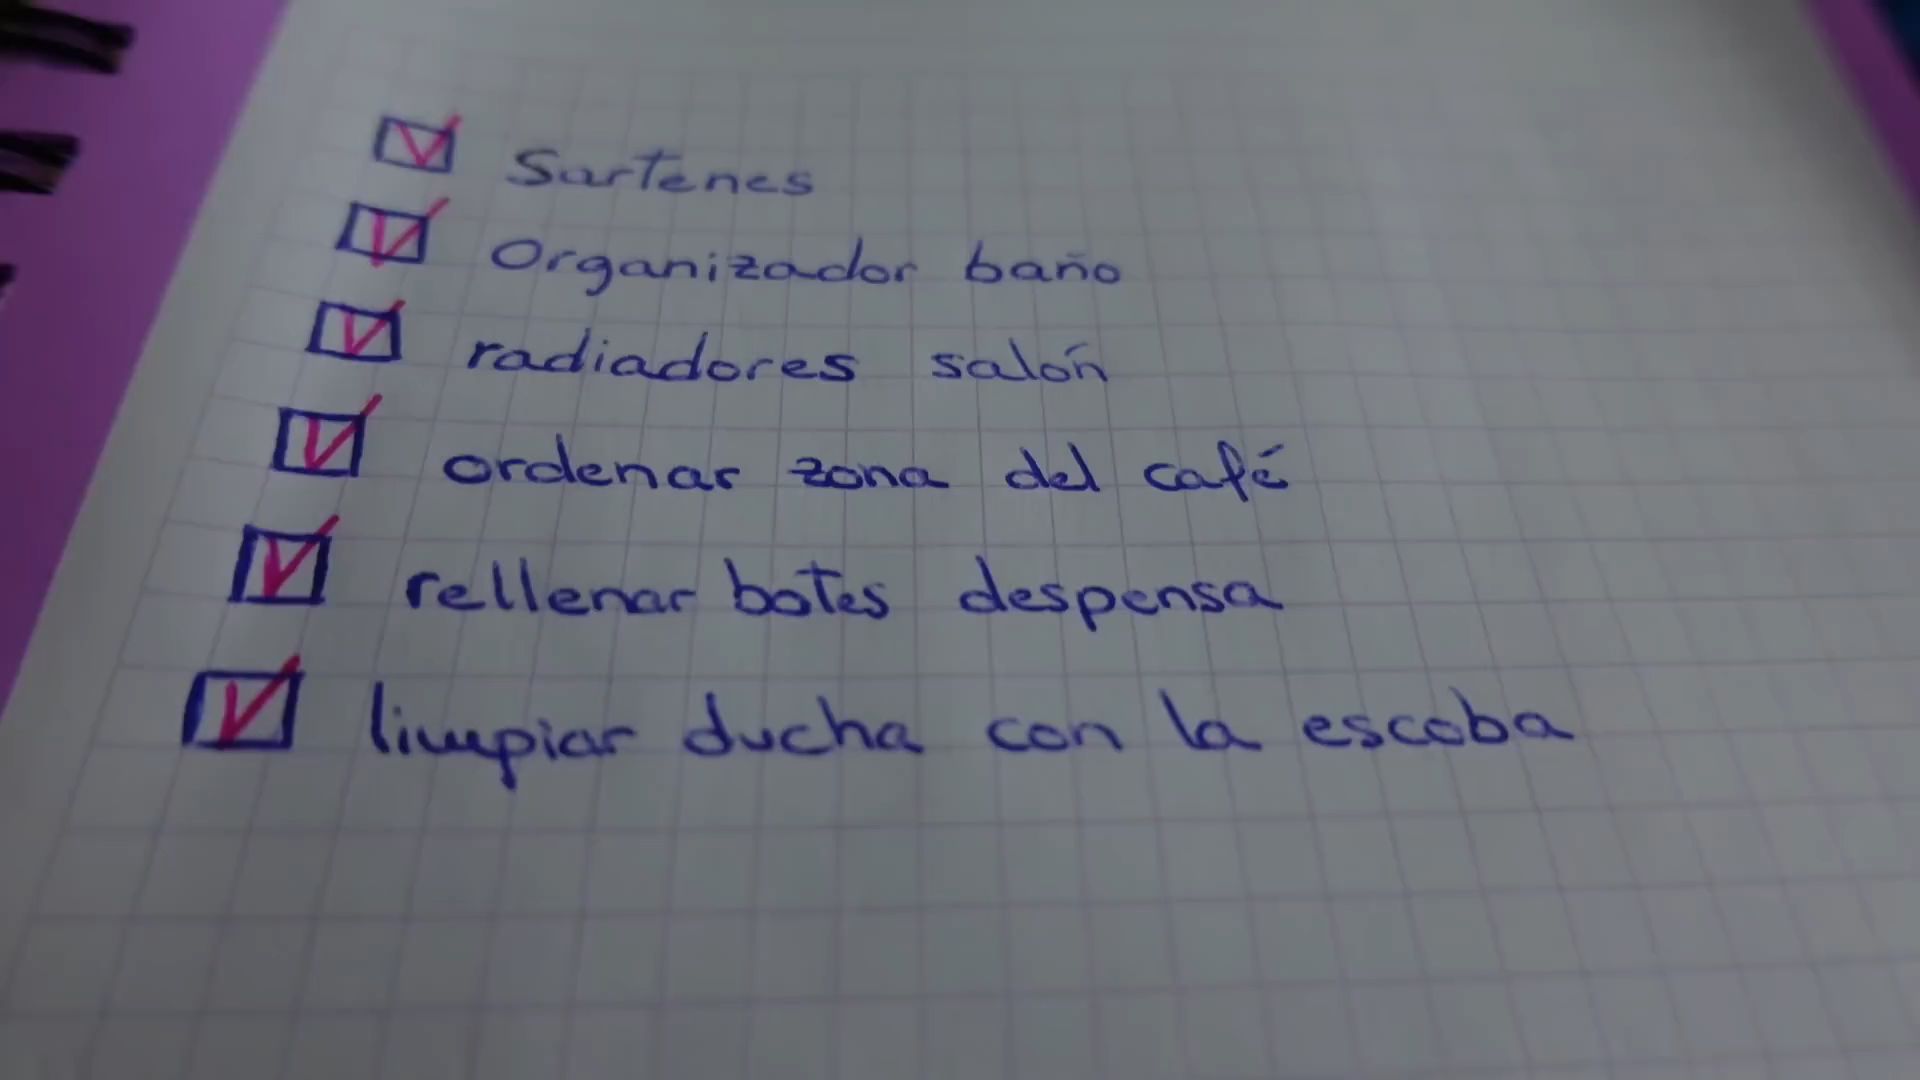 Sartenes
Organizador baño
radiadores salón
ordenar zona del café
rellenar botes despensa
limpiar ducha con la escoba